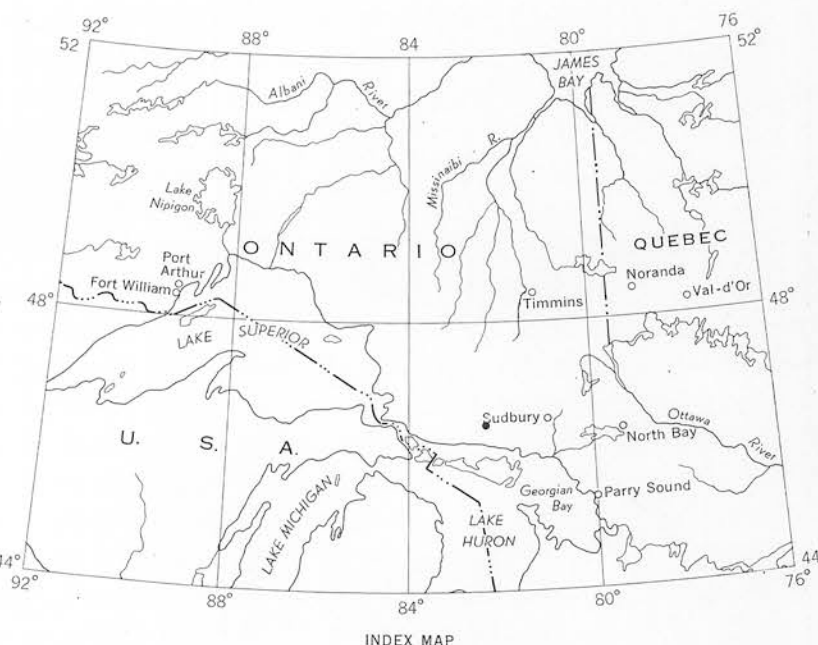 92°
88°
84
80°
76
52
52°
JAMES
BAY
Albani
River
Missinaibi R.
Lake
Nipigon
ONTARIO
QUEBEC
Port
Arthur
Fort William
Noranda
Timmins
Val-d'Or
48°
48°
LAKE SUPERIOR
Sudbury
Ottawa
River
North Bay
U. S. A.
Georgian
Bay
Parry Sound
LAKE MICHIGAN
LAKE
HURON
44°
44
92°
88°
84°
80°
76°
INDEX MAP